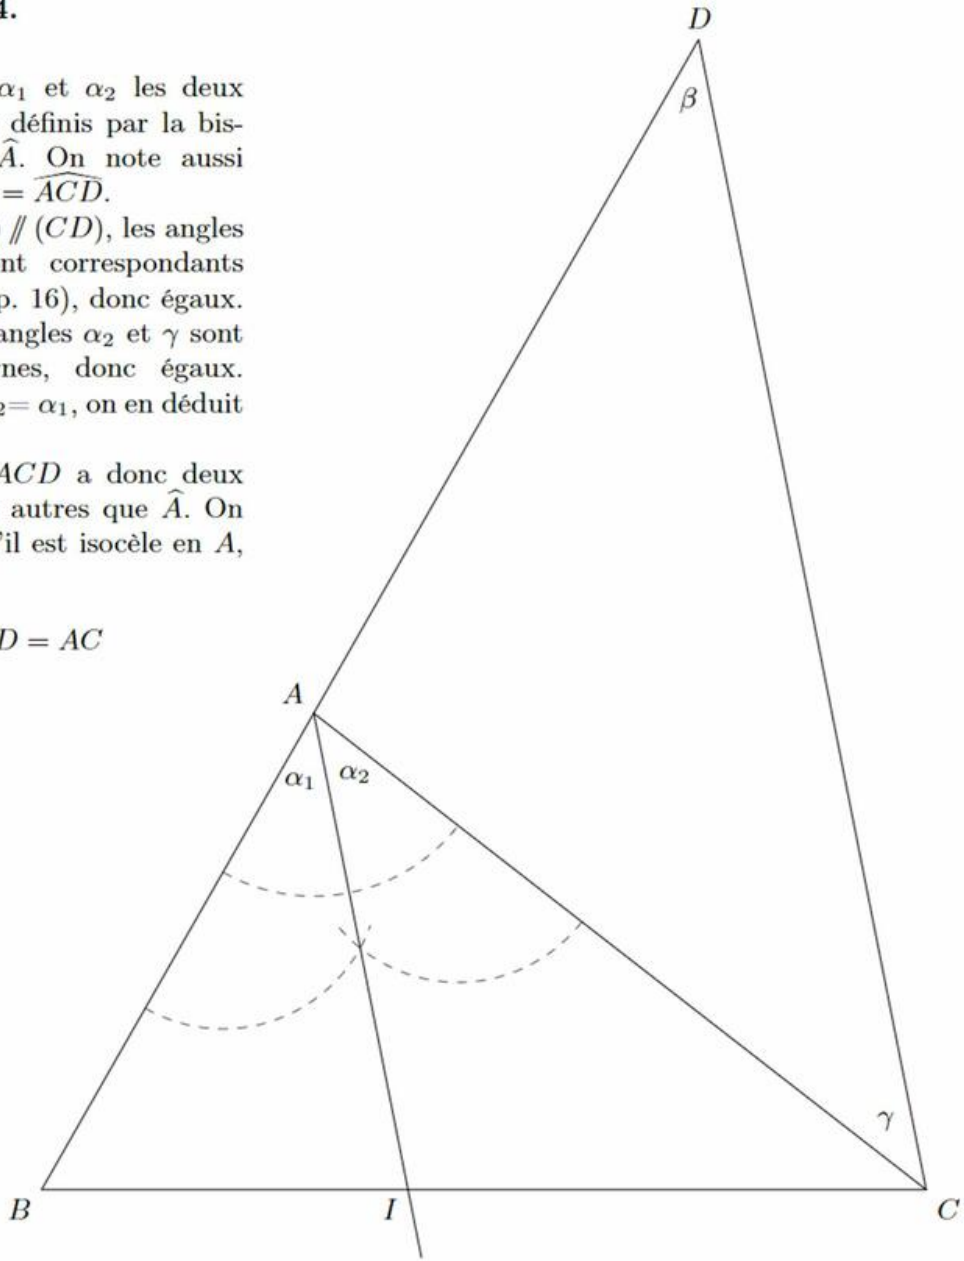 4.
α₁ et α₂ les deux
définis par la bis-
Â. On note aussi
= \widehat{ACD}.
∥ (CD), les angles
nt correspondants
p. 16), donc égaux.
angles α₂ et γ sont
nes, donc égaux.
₂= α₁, on en déduit
ACD a donc deux
autres que Â. On
'il est isocèle en A,
D = AC
D
β
A
α₁ α₂
γ
B I C